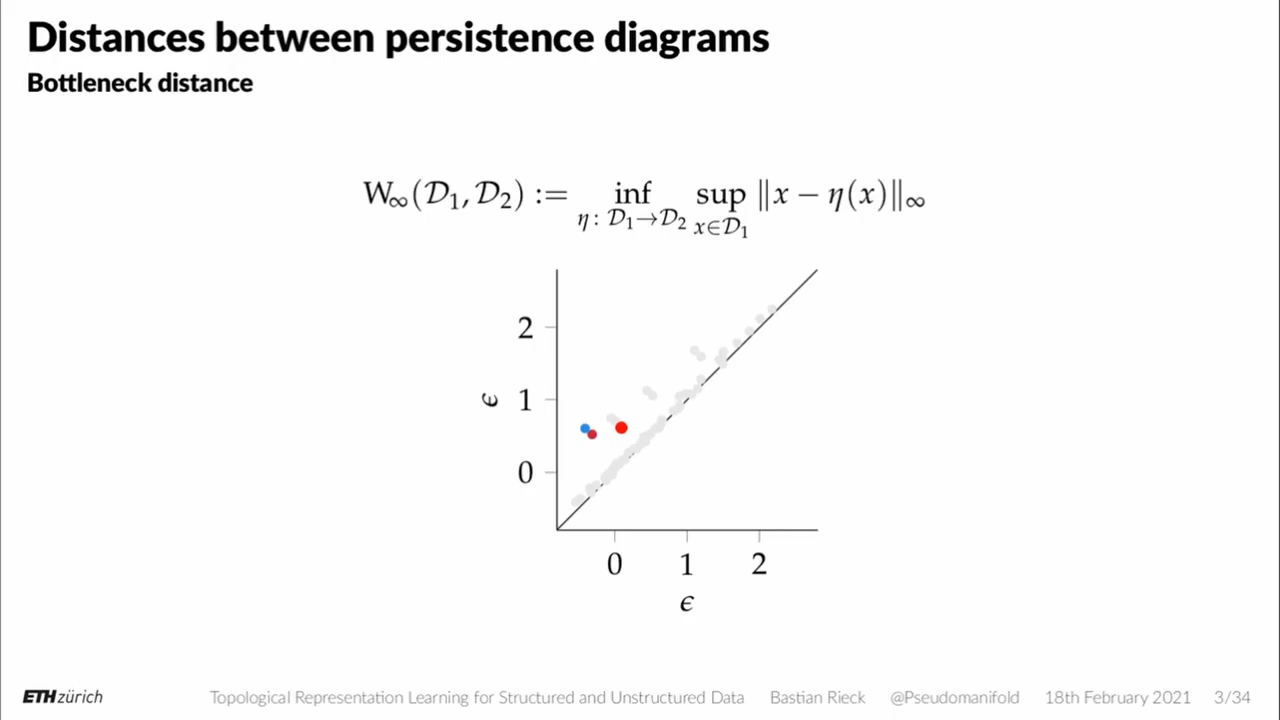 Distances between persistence diagrams
Bottleneck distance
W∞(𝒟₁, 𝒟₂) := inf sup ‖x − η(x)‖∞
η : 𝒟₁→𝒟₂ x∈𝒟₁
2
ϵ 1
0
0 1 2
ϵ
ETH zürich Topological Representation Learning for Structured and Unstructured Data Bastian Rieck @Pseudomanifold 18th February 2021 3/34